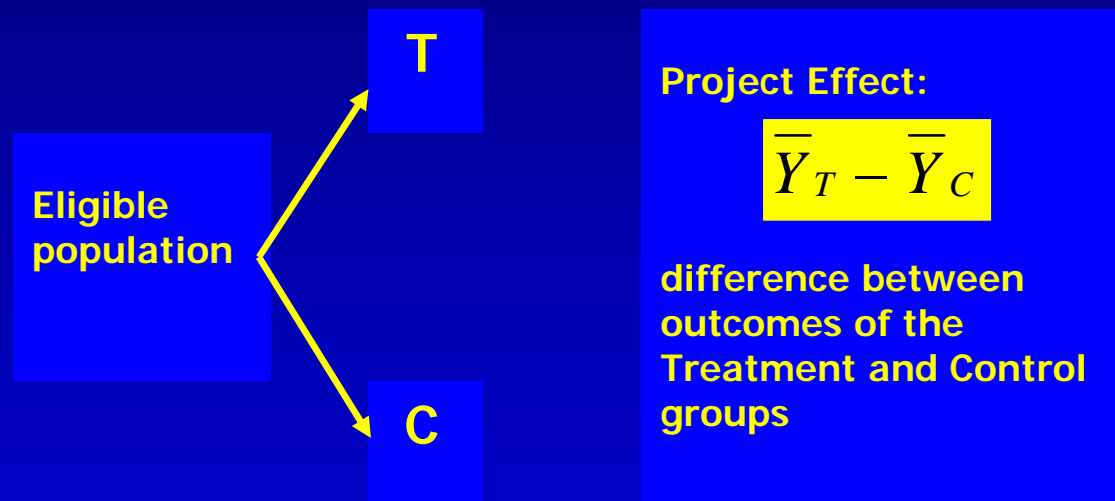 T
Eligible
population
C
Project Effect:
Y̅ T – Y̅ C
difference between
outcomes of the
Treatment and Control
groups